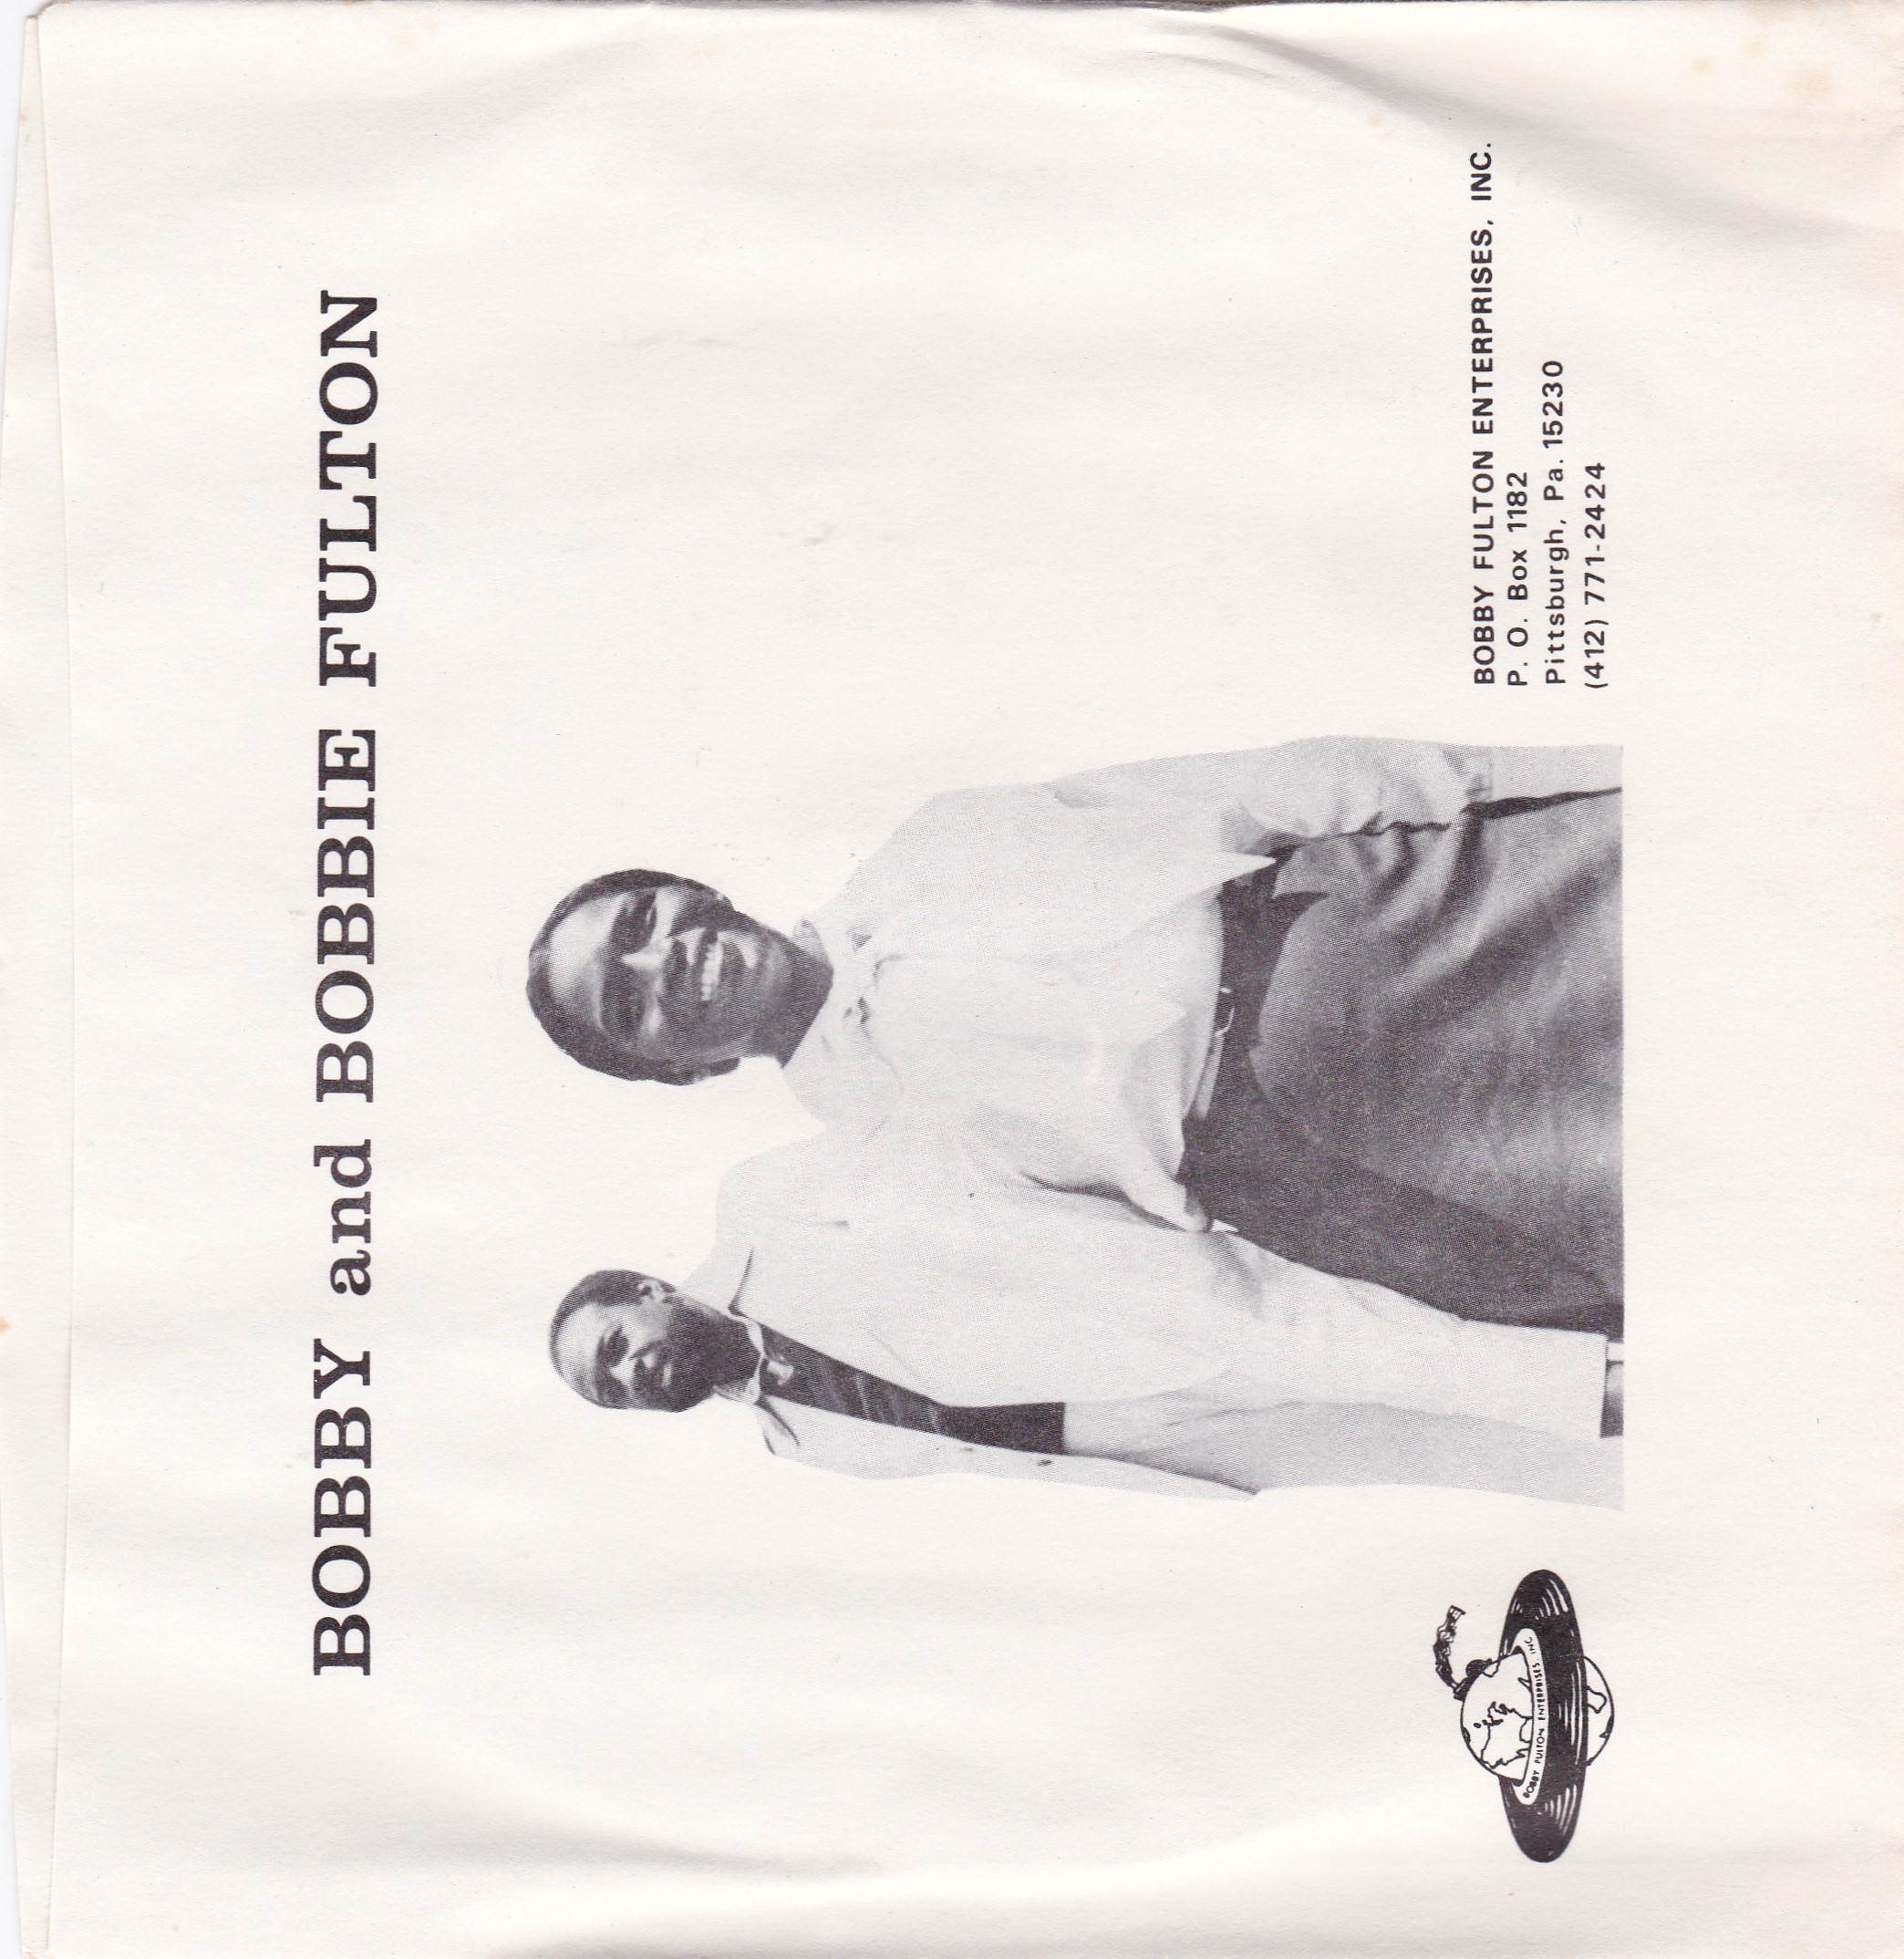 BOBBY and BOBBIE FULTON
BOBBY FULTON ENTERPRISES, INC.
P. O. Box 1182
Pittsburgh, Pa. 15230
(412) 771-2424
BOBBY FULTON ENTERPRISES, INC